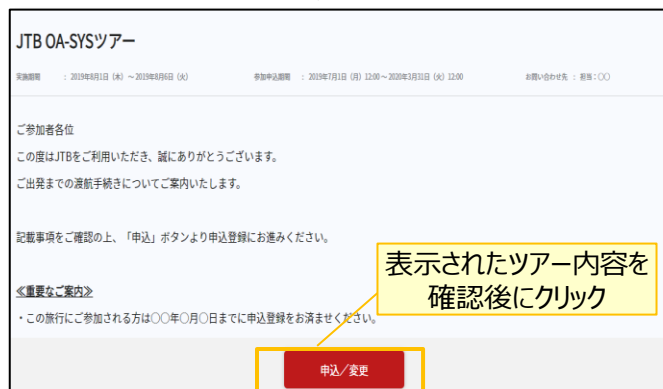 JTB OA-SYSツアー
実施期間 : 2019年8月1日(木)~2019年8月6日(火) 参加申込期間 : 2019年7月1日(月)12:00~2020年3月31日(火)12:00 お問い合わせ先 : 担当:〇〇
ご参加者各位
この度はJTBをご利用いただき、誠にありがとうございます。
ご出発までの渡航手続きについてご案内いたします。
記載事項をご確認の上、「申込」ボタンより申込登録にお進みください。
表示されたツアー内容を
確認後にクリック
≪重要なご案内≫
・この旅行にご参加される方は〇〇年〇月〇日までに申込登録をお済ませください。
申込/変更